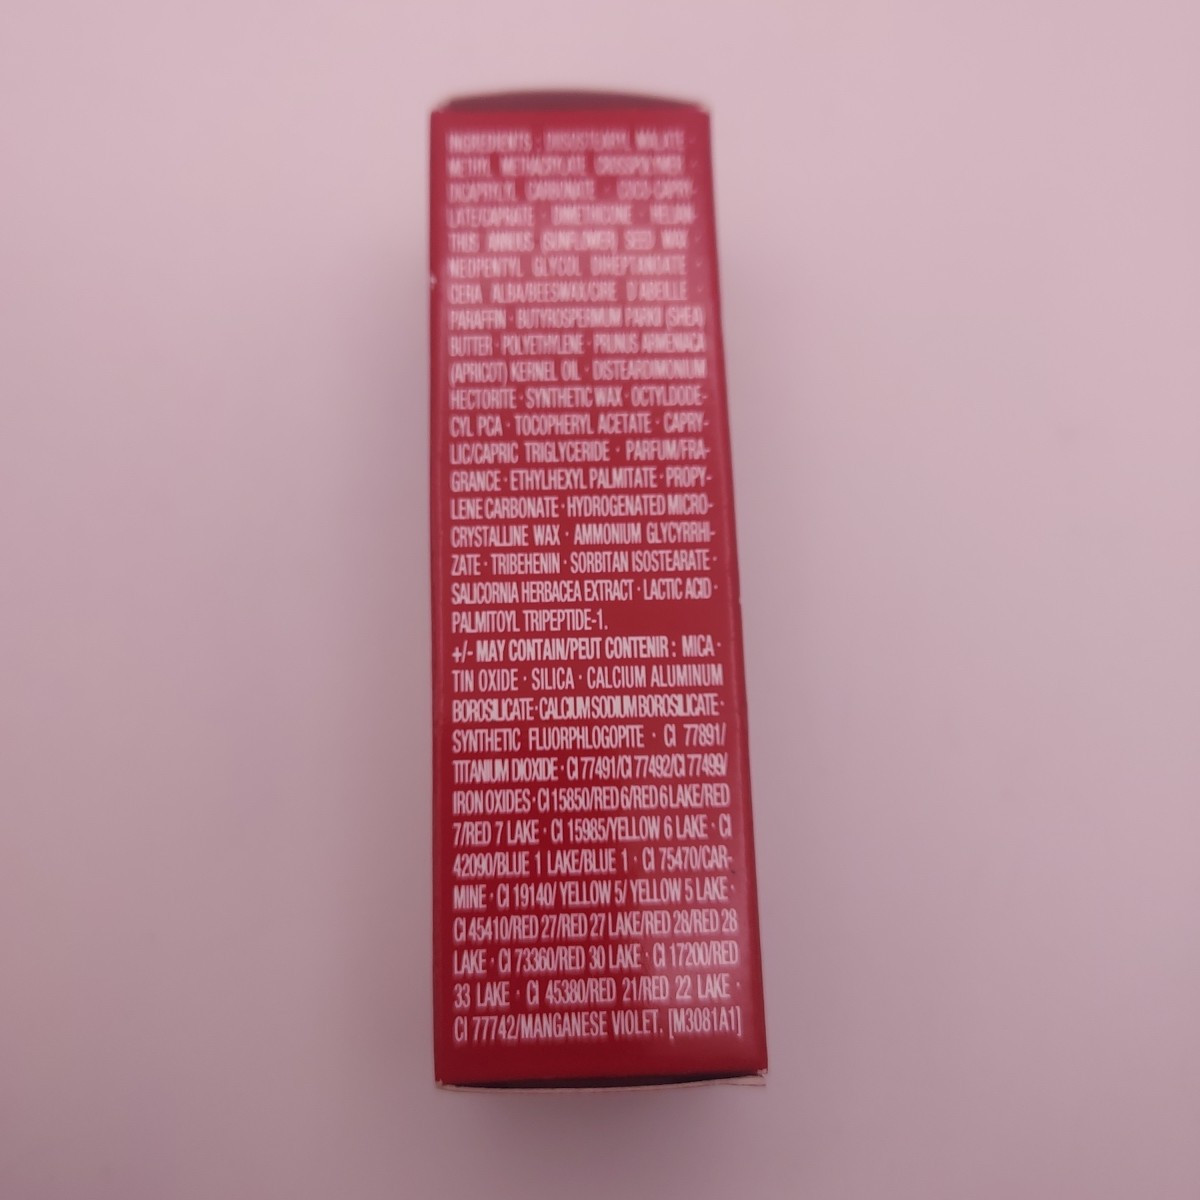 INGREDIENTS : DIISOSTEARYL MALATE ·
METHYL METHACRYLATE CROSSPOLYMER ·
DICAPRYLYL CARBONATE · COCO-CAPRY-
LATE/CAPRATE · DIMETHICONE · HELIAN-
THUS ANNUUS (SUNFLOWER) SEED WAX ·
NEOPENTYL GLYCOL DIHEPTANOATE ·
CERA ALBA/BEESWAX/CIRE D'ABEILLE ·
PARAFFIN · BUTYROSPERMUM PARKII (SHEA)
BUTTER · POLYETHYLENE · PRUNUS ARMENIACA
(APRICOT) KERNEL OIL · DISTEARDIMONIUM
HECTORITE · SYNTHETIC WAX · OCTYLDODE-
CYL PCA · TOCOPHERYL ACETATE · CAPRY-
LIC/CAPRIC TRIGLYCERIDE · PARFUM/FRA-
GRANCE · ETHYLHEXYL PALMITATE · PROPY-
LENE CARBONATE · HYDROGENATED MICRO-
CRYSTALLINE WAX · AMMONIUM GLYCYRRHI-
ZATE · TRIBEHENIN · SORBITAN ISOSTEARATE ·
SALICORNIA HERBACEA EXTRACT · LACTIC ACID ·
PALMITOYL TRIPEPTIDE-1.
+/- MAY CONTAIN/PEUT CONTENIR : MICA ·
TIN OXIDE · SILICA · CALCIUM ALUMINUM
BOROSILICATE · CALCIUM SODIUM BOROSILICATE ·
SYNTHETIC FLUORPHLOGOPITE · CI 77891/
TITANIUM DIOXIDE · CI 77491/CI 77492/CI 77499/
IRON OXIDES · CI 15850/RED 6/RED 6 LAKE/RED
7/RED 7 LAKE · CI 15985/YELLOW 6 LAKE · CI
42090/BLUE 1 LAKE/BLUE 1 · CI 75470/CAR-
MINE · CI 19140/ YELLOW 5/ YELLOW 5 LAKE ·
CI 45410/RED 27/RED 27 LAKE/RED 28/RED 28
LAKE · CI 73360/RED 30 LAKE · CI 17200/RED
33 LAKE · CI 45380/RED 21/RED 22 LAKE ·
CI 77742/MANGANESE VIOLET. [M3081A1]